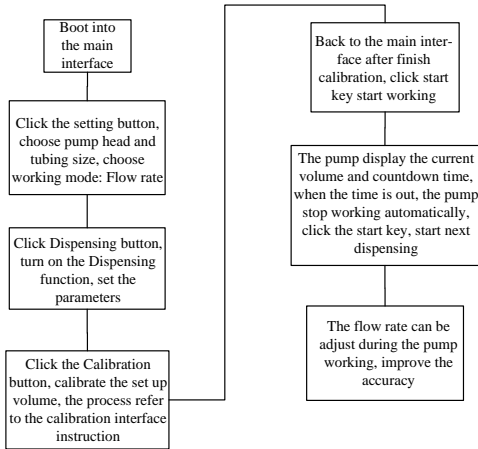 Boot into
the main
interface
Click the setting button,
choose pump head and
tubing size, choose
working mode: Flow rate
Click Dispensing button,
turn on the Dispensing
function, set the
parameters
Click the Calibration
button, calibrate the set up
volume, the process refer
to the calibration interface
instruction
Back to the main inter-
face after finish
calibration, click start
key start working
The pump display the current
volume and countdown time,
when the time is out, the pump
stop working automatically,
click the start key, start next
dispensing
The flow rate can be
adjust during the pump
working, improve the
accuracy